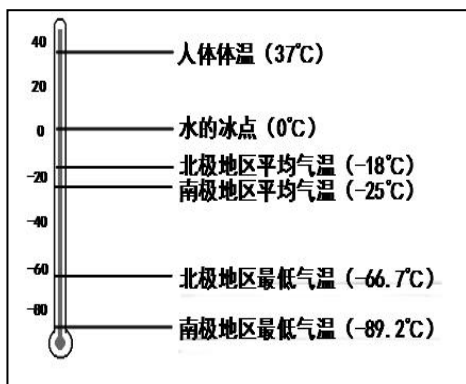 40
人体体温（37℃）
20
0
水的冰点（0℃）
北极地区平均气温（-18℃）
-20
南极地区平均气温（-25℃）
-40
-60
北极地区最低气温（-66.7℃）
-80
南极地区最低气温（-89.2℃）